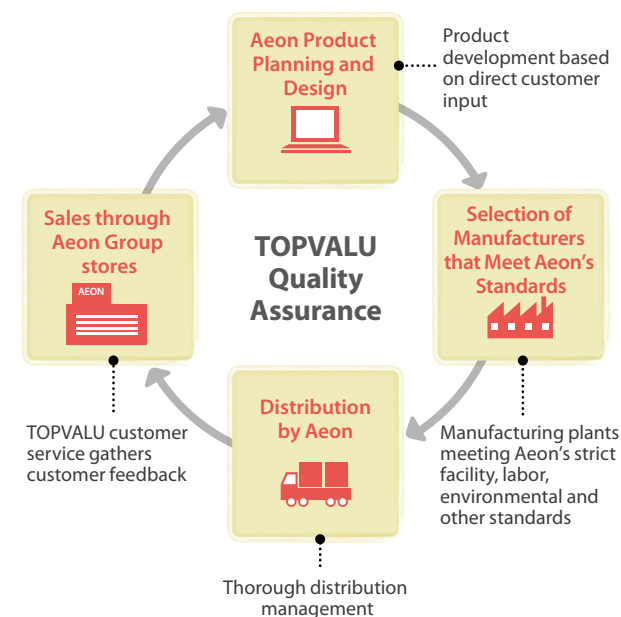 Aeon Product
Planning and
Design
Product
development based
on direct customer
input
Selection of
Manufacturers
that Meet Aeon’s
Standards
Manufacturing plants
meeting Aeon’s strict
facility, labor,
environmental and
other standards
Distribution
by Aeon
Thorough distribution
management
Sales through
Aeon Group
stores
AEON
TOPVALU customer
service gathers
customer feedback
TOPVALU
Quality
Assurance